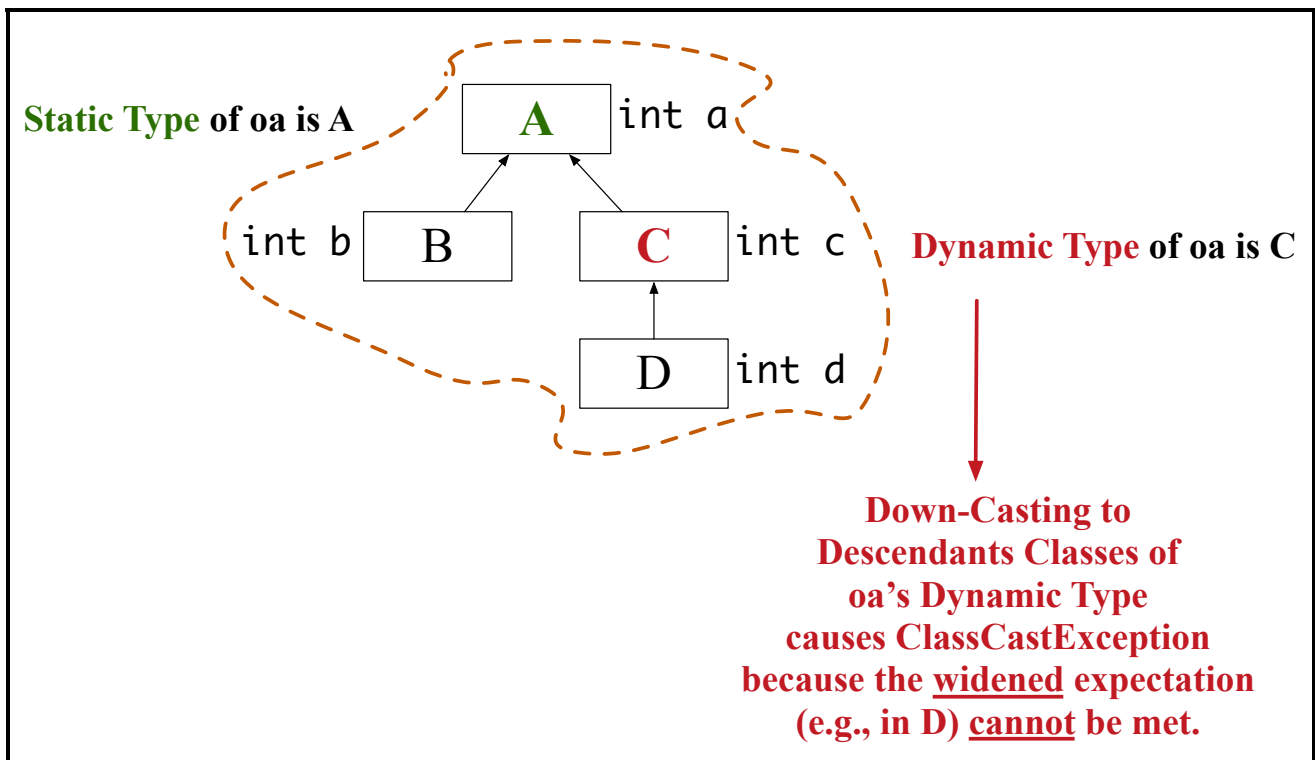 Static Type of oa is A
A
int a
int b
B
C
int c
Dynamic Type of oa is C
D
int d
Down-Casting to
Descendants Classes of
oa’s Dynamic Type
causes ClassCastException
because the widened expectation
(e.g., in D) cannot be met.